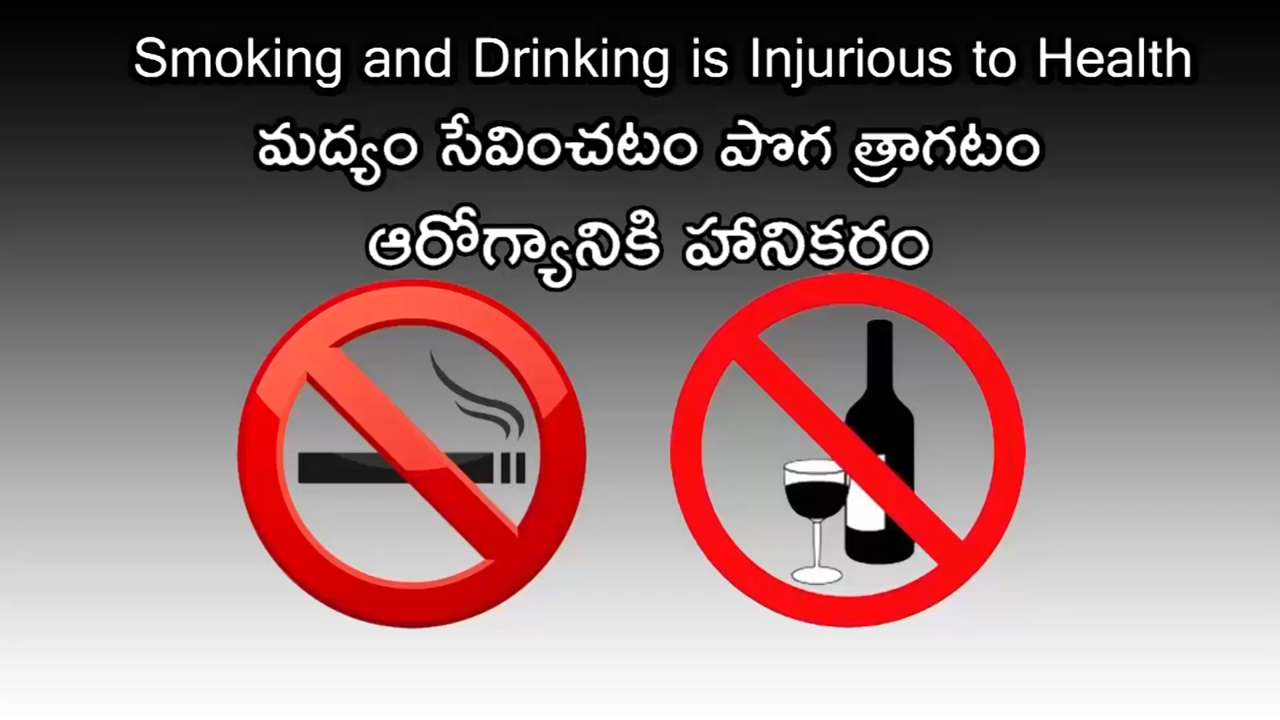 Smoking and Drinking is Injurious to Health
మద్యం సేవించటం పొగ త్రాగటం
ఆరోగ్యానికి హానికరం